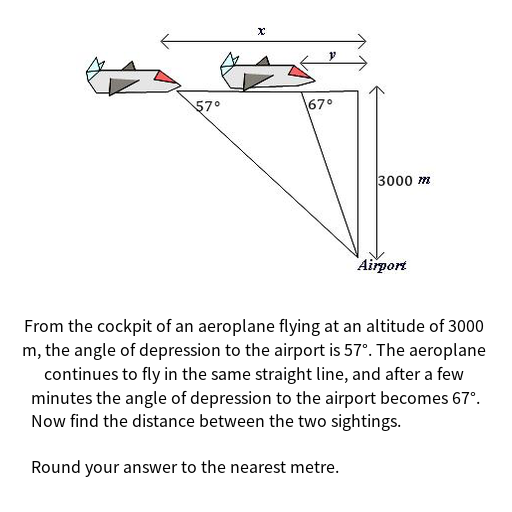 x
y
57°
67°
3000 m
Airport
From the cockpit of an aeroplane flying at an altitude of 3000
m, the angle of depression to the airport is 57°. The aeroplane
continues to fly in the same straight line, and after a few
minutes the angle of depression to the airport becomes 67°.
Now find the distance between the two sightings.
Round your answer to the nearest metre.